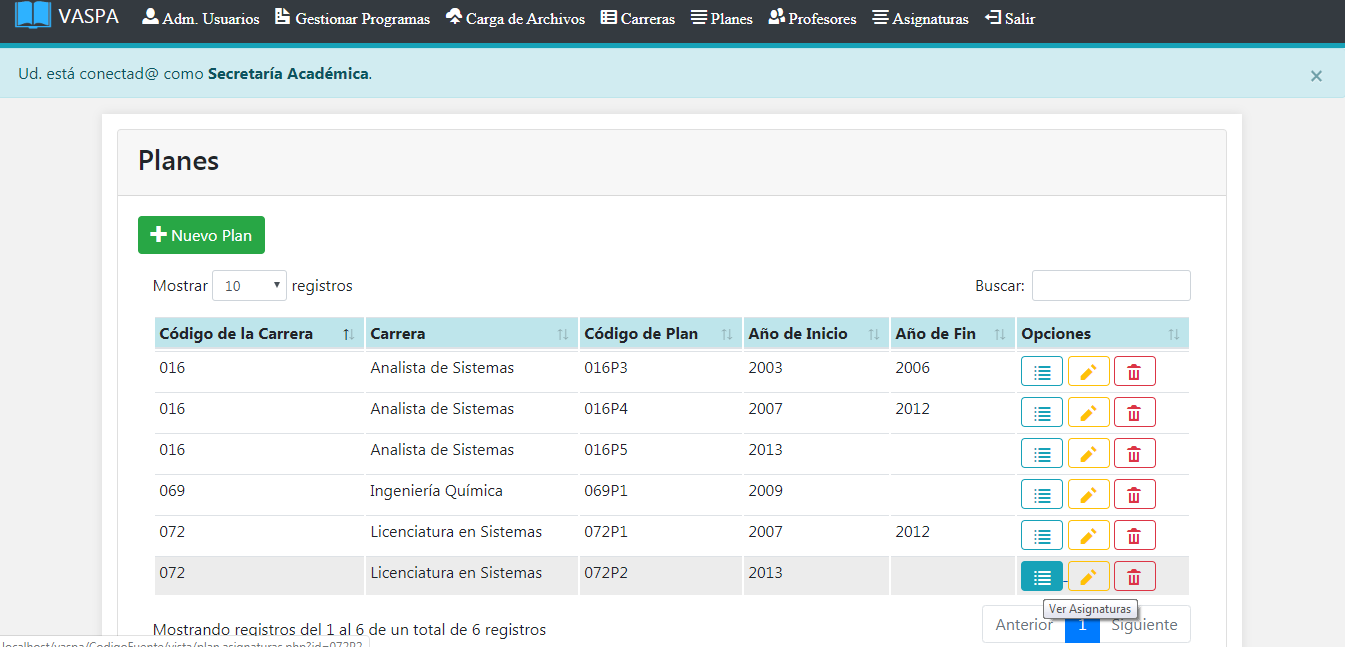 VASPA Adm. Usuarios Gestionar Programas Carga de Archivos Carreras Planes Profesores Asignaturas Salir
Ud. está conectad@ como Secretaría Académica. ×
Planes
Nuevo Plan
Mostrar 10 registros Buscar:
Código de la Carrera Carrera Código de Plan Año de Inicio Año de Fin Opciones
016 Analista de Sistemas 016P3 2003 2006
016 Analista de Sistemas 016P4 2007 2012
016 Analista de Sistemas 016P5 2013
069 Ingeniería Química 069P1 2009
072 Licenciatura en Sistemas 072P1 2007 2012
072 Licenciatura en Sistemas 072P2 2013
Ver Asignaturas
Mostrando registros del 1 al 6 de un total de 6 registros Anterior 1 Siguiente
localhost/vaspa/CodigoFuente/vista/plan.asignaturas.php?id=072P2